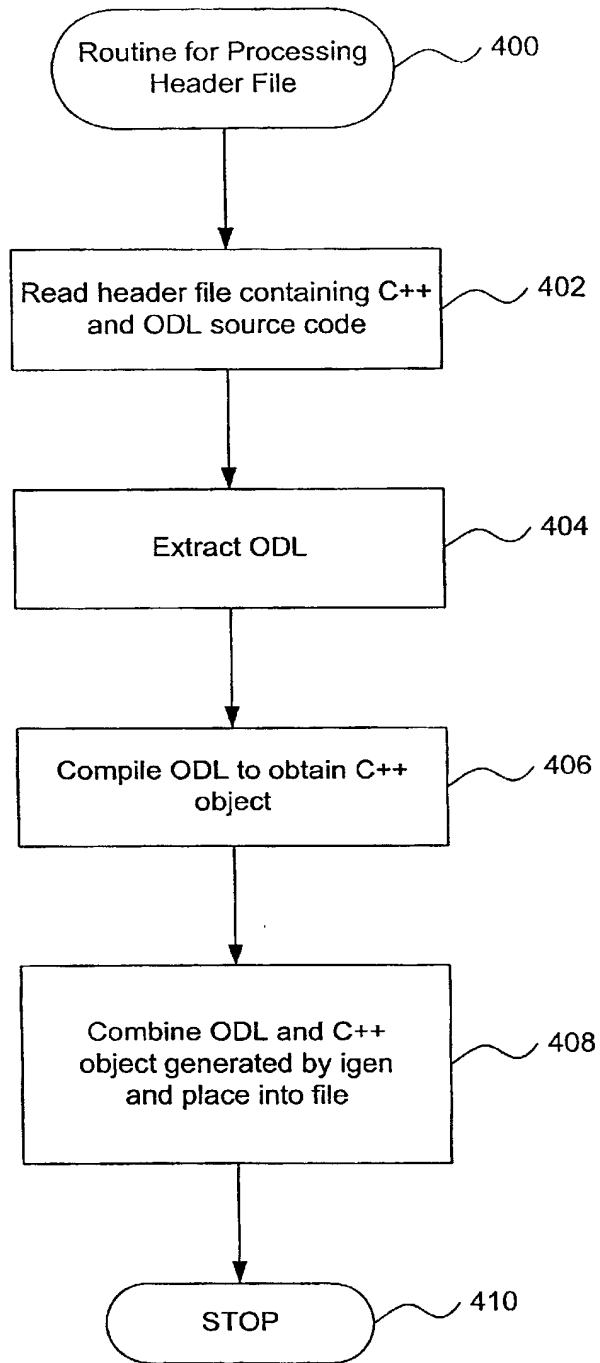 Routine for Processing
Header File
400
Read header file containing C++
and ODL source code
402
Extract ODL
404
Compile ODL to obtain C++
object
406
Combine ODL and C++
object generated by igen
and place into file
408
STOP
410